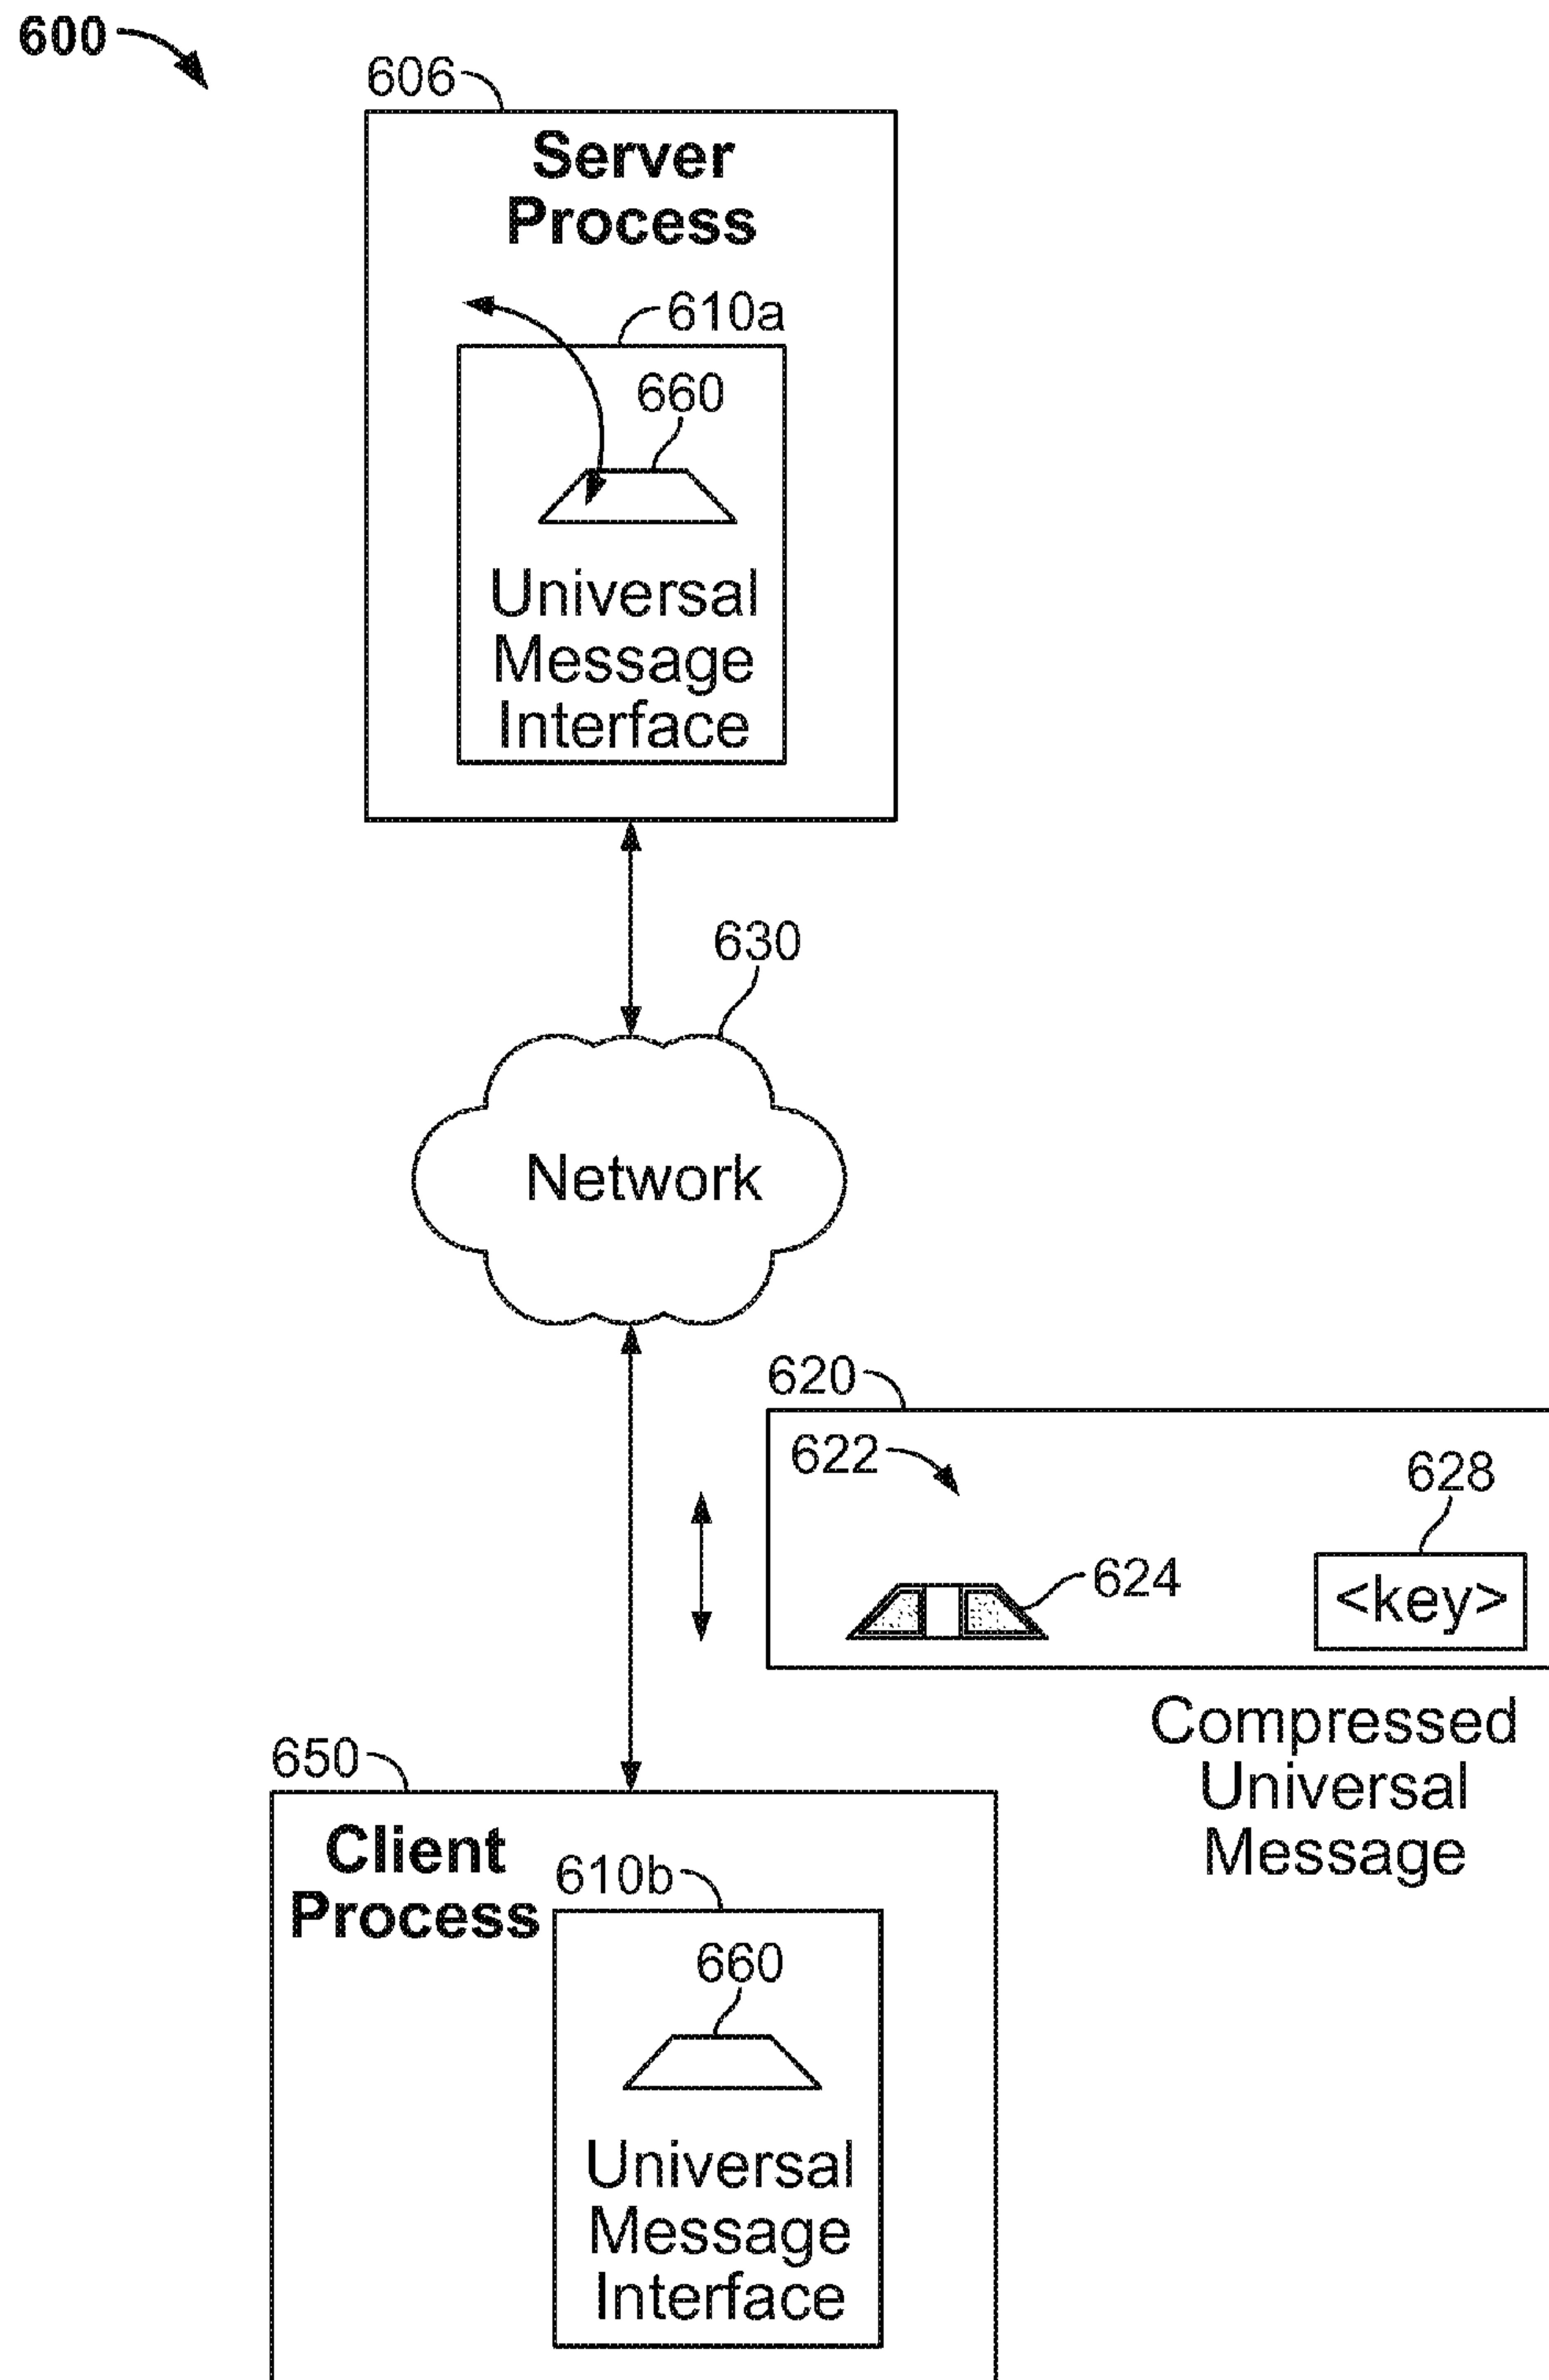 600
606
Server
Process
610a
660
Universal
Message
Interface
630
Network
620
622
628
624
<key>
Compressed
Universal
Message
650
Client
Process
610b
660
Universal
Message
Interface